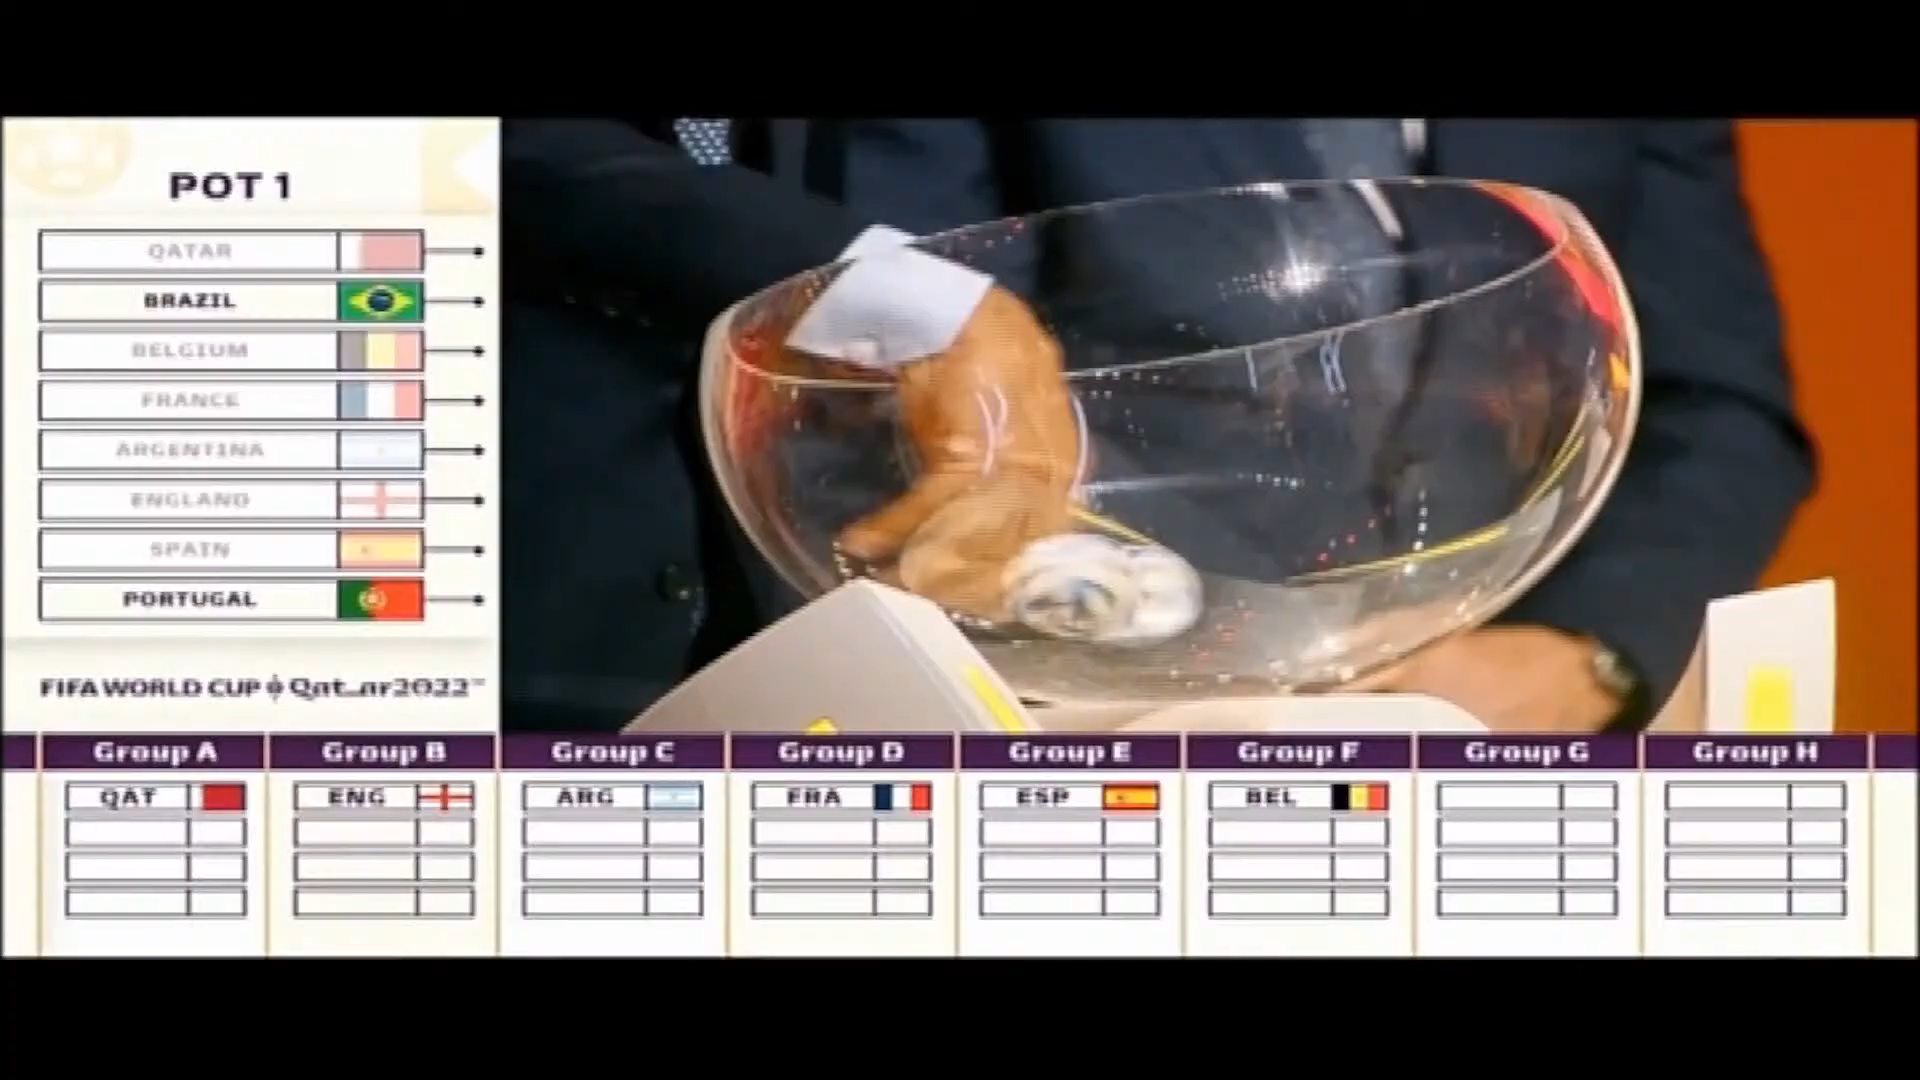 POT 1
QATAR
BRAZIL
BELGIUM
FRANCE
ARGENTINA
ENGLAND
SPAIN
PORTUGAL
FIFA WORLD CUP Qat_ar2022™
Group A
Group B
Group C
Group D
Group E
Group F
Group G
Group H
QAT
ENG
ARG
FRA
ESP
BEL